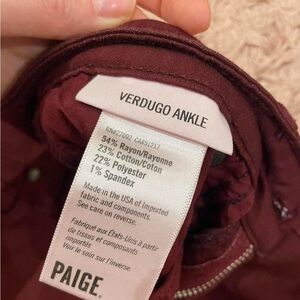 VERDUGO ANKLE
54% Rayon/Rayonne
23% Cotton/Coton
22% Polyester
1% Spandex
Made in the USA of Imported
fabric and components.
See care on reverse.
Fabriqué aux États-Unis à partir
de tissus et composants
importés
Voir le soin sur l'inverse.
PAIGE